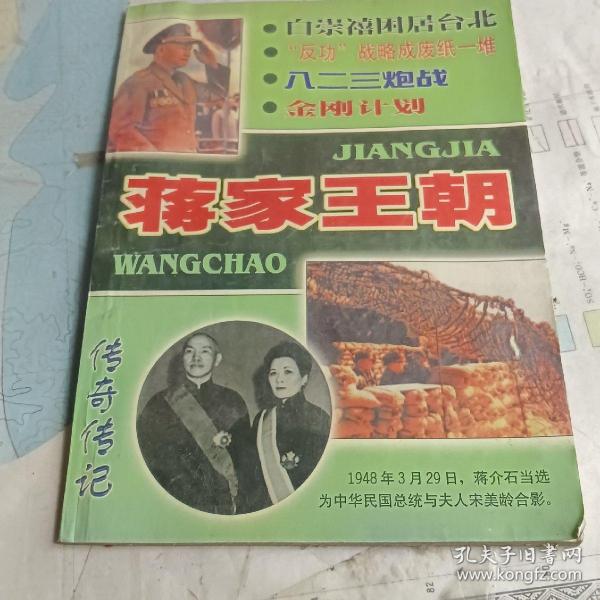 ● 白崇禧困居台北
● “反功”战略成废纸一堆
● 八二三炮战
● 金刚计划
JIANGJIA
蒋家王朝
WANGCHAO
传奇传记
1948年3月29日，蒋介石当选
为中华民国总统与夫人宋美龄合影。
孔夫子旧书网
www.kongfz.com